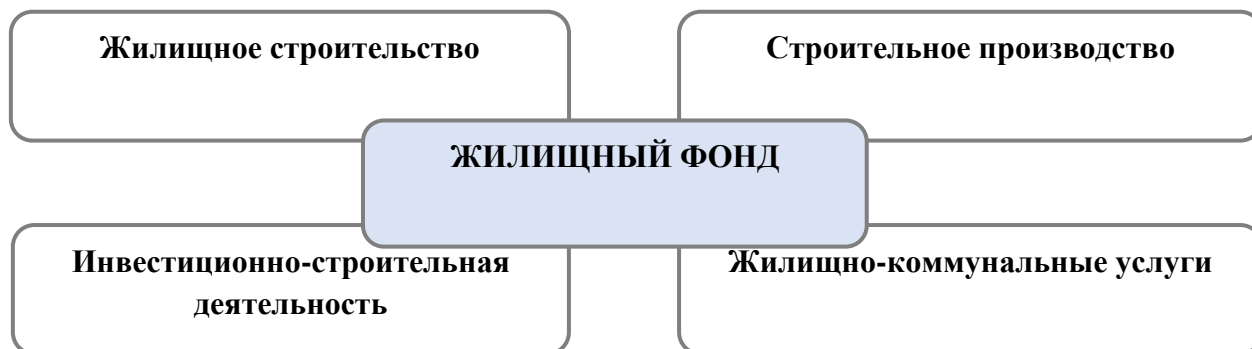 Жилищное строительство
Строительное производство
ЖИЛИЩНЫЙ ФОНД
Инвестиционно-строительная
деятельность
Жилищно-коммунальные услуги